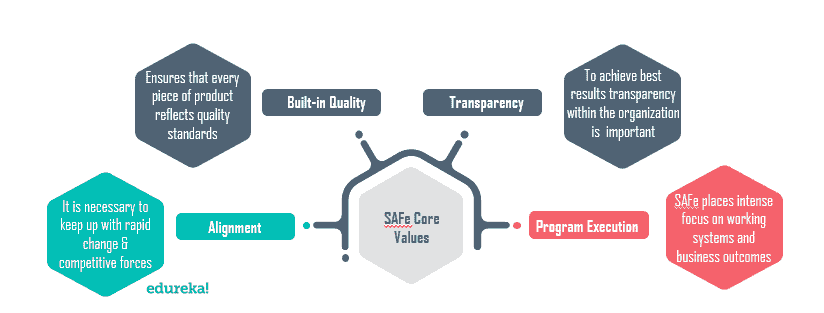 Ensures that every
piece of product
reflects quality
standards
Built-in Quality
Transparency
To achieve best
results transparency
within the organization
is important
It is necessary to
keep up with rapid
change &
competitive forces
Alignment
SAFe Core
Values
Program Execution
SAFe places intense
focus on working
systems and
business outcomes
edureka!